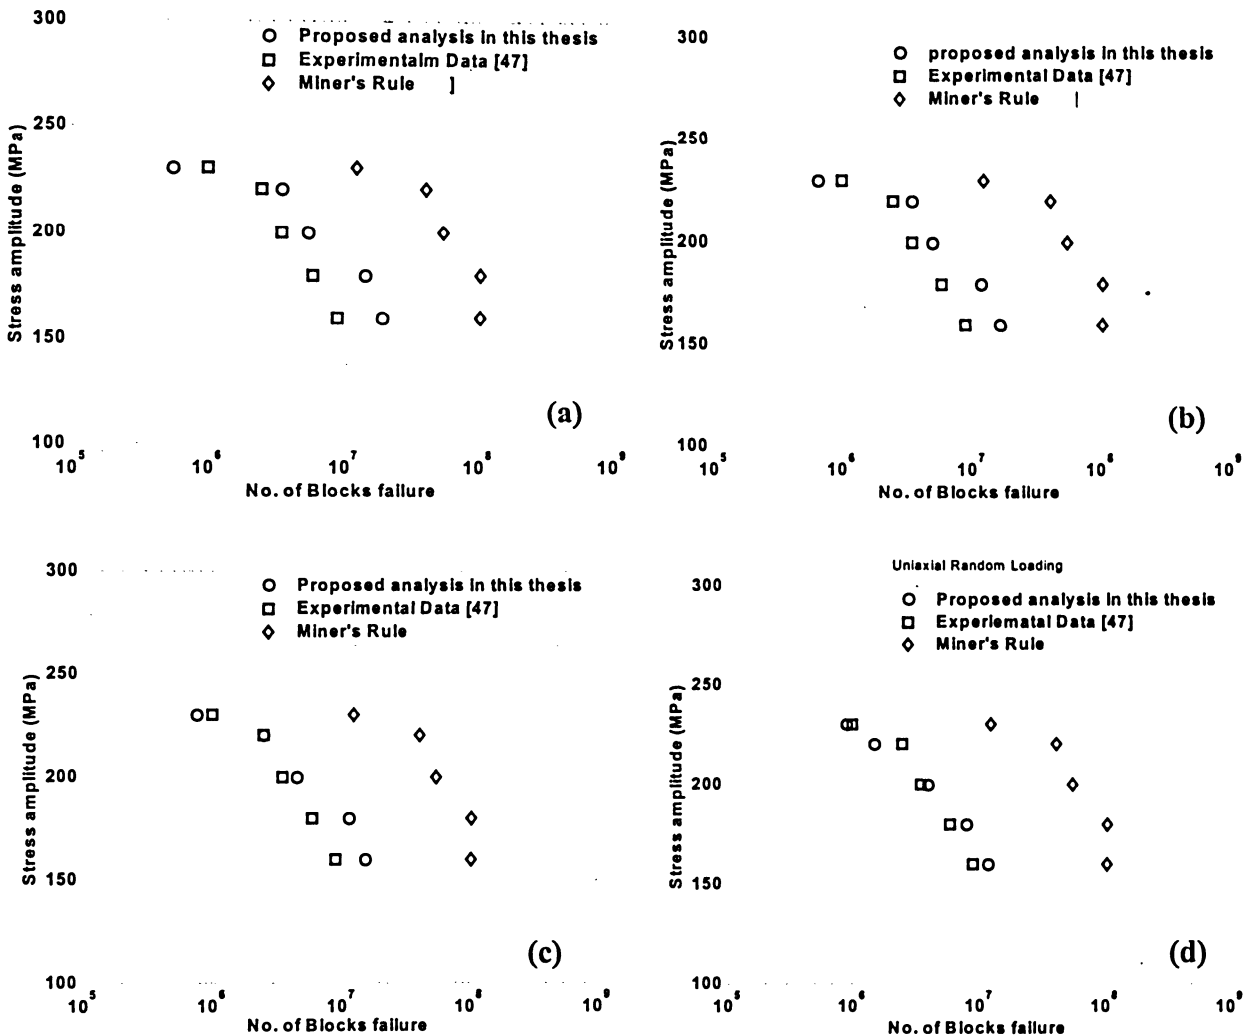 300
250
200
150
100
Stress amplitude (MPa)
Proposed analysis in this thesis
Experimentalm Data [47]
Miner's Rule ]
(a)
10^5 10^6 10^7 10^8 10^9
No. of Blocks failure
300
250
200
150
100
Stress amplitude (MPa)
proposed analysis in this thesis
Experimental Data [47]
Miner's Rule |
(b)
10^5 10^6 10^7 10^8 10^9
No. of Blocks failure
300
250
200
150
100
Stress amplitude (MPa)
Proposed analysis in this thesis
Experimental Data [47]
Miner's Rule
(c)
10^5 10^6 10^7 10^8 10^9
No. of Blocks failure
Uniaxial Random Loading
300
250
200
150
100
Stress amplitude (MPa)
Proposed analysis in this thesis
Experiematal Data [47]
Miner's Rule
(d)
10^5 10^6 10^7 10^8 10^9
No. of Blocks failure